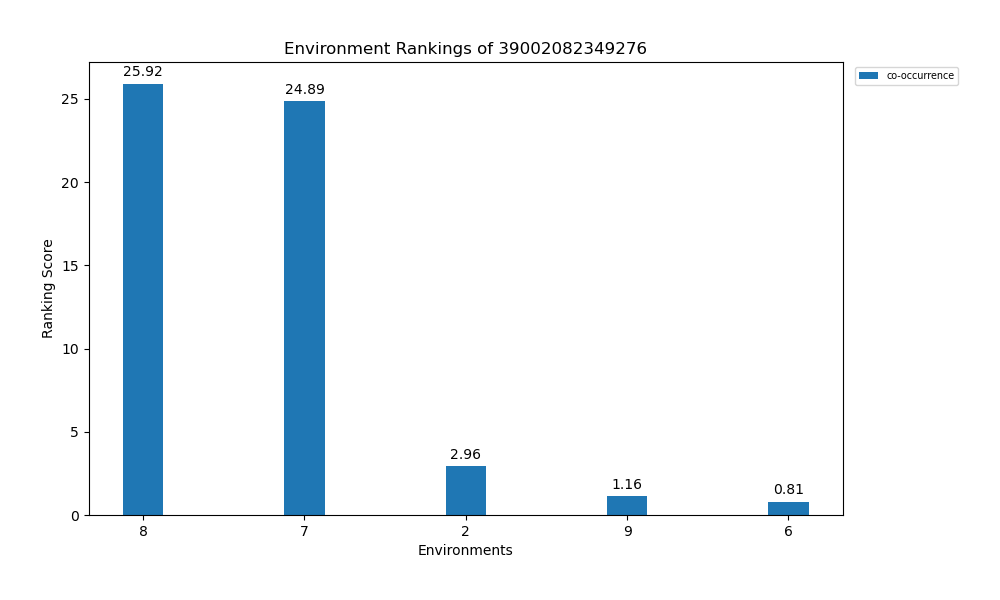 Environment Rankings of 39002082349276
co-occurrence
25.92
24.89
2.96
1.16
0.81
Ranking Score
25
20
15
10
5
0
8 7 2 9 6
Environments